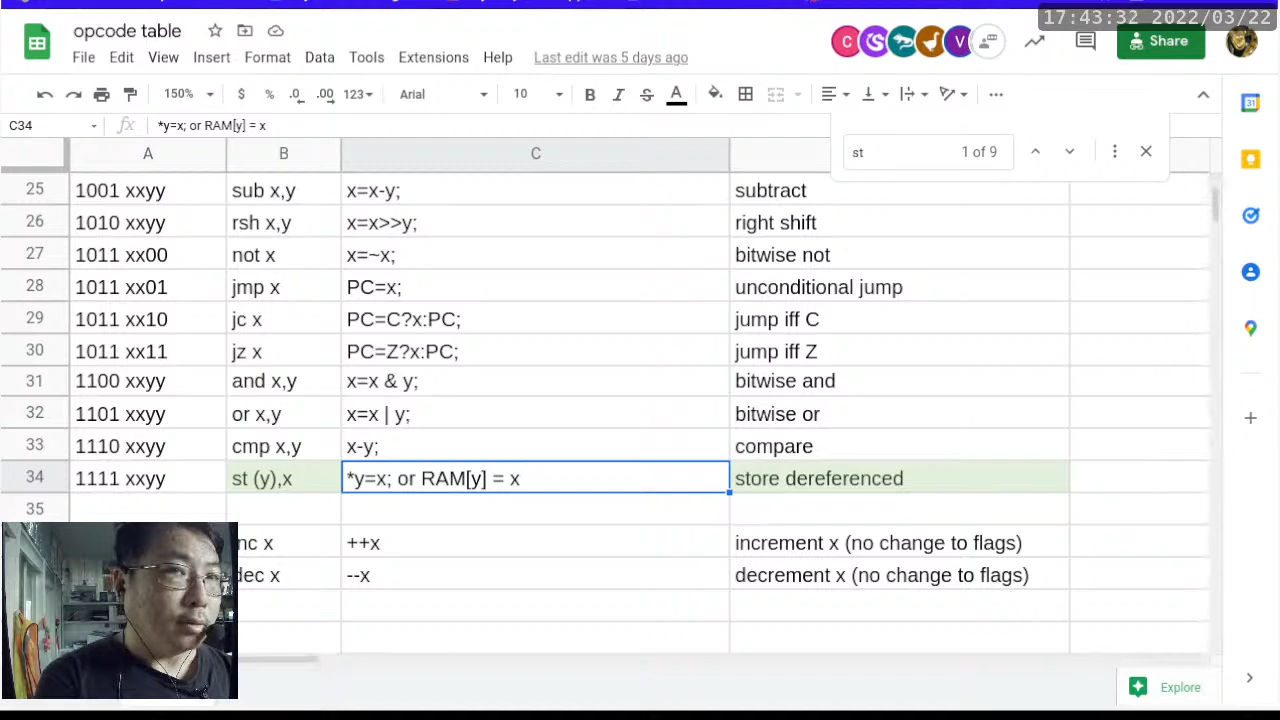 17:43:32 2022/03/22
opcode table
File Edit View Insert Format Data Tools Extensions Help Last edit was 5 days ago
C V Share
150% $ % .0 .00 123 Arial 10 B I S A
C34 fx *y=x; or RAM[y] = x
st 1 of 9
A B C
25 1001 xxyy sub x,y x=x-y; subtract
26 1010 xxyy rsh x,y x=x>>y; right shift
27 1011 xx00 not x x=~x; bitwise not
28 1011 xx01 jmp x PC=x; unconditional jump
29 1011 xx10 jc x PC=C?x:PC; jump iff C
30 1011 xx11 jz x PC=Z?x:PC; jump iff Z
31 1100 xxyy and x,y x=x & y; bitwise and
32 1101 xxyy or x,y x=x | y; bitwise or
33 1110 xxyy cmp x,y x-y; compare
34 1111 xxyy st (y),x *y=x; or RAM[y] = x store dereferenced
35
nc x ++x increment x (no change to flags)
dec x --x decrement x (no change to flags)
Explore